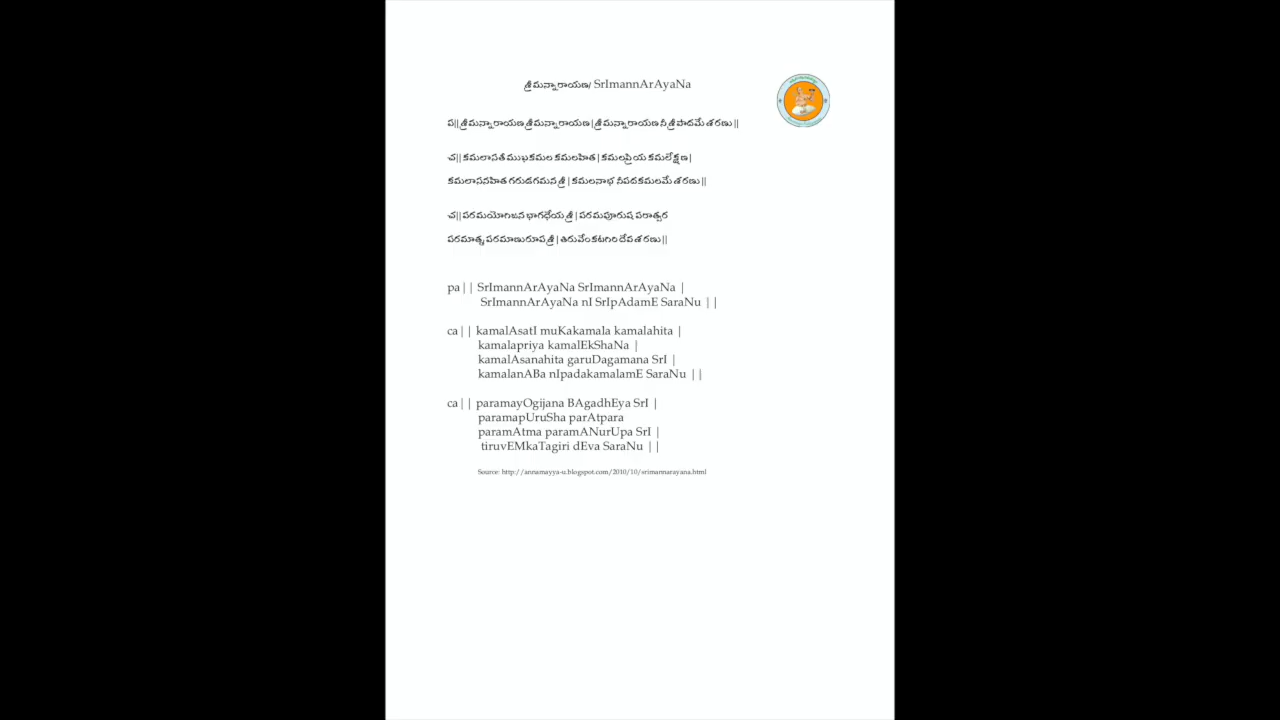 శ్రీమన్నారాయణ/ SrImannArAyaNa
ప|| శ్రీమన్నారాయణ శ్రీమన్నారాయణ | శ్రీమన్నారాయణ నీ శ్రీపాదమే శరణు ||
చ|| కమలాసతీ ముఖకమల కమలహిత | కమలప్రియ కమలేక్షణ |
కమలాసనహిత గరుడగమన శ్రీ | కమలనాభ నీపదకమలమే శరణు ||
చ|| పరమయోగిజన భాగధేయ శ్రీ | పరమపూరుష పరాత్పర
పరమాత్మ పరమాణురూప శ్రీ | తిరువేంకటగిరి దేవ శరణు ||
pa|| SrImannArAyaNa SrImannArAyaNa |
SrImannArAyaNa nI SrIpAdamE SaraNu ||
ca|| kamalAsatI muKakamala kamalahita |
kamalapriya kamalEkShaNa |
kamalAsanahita garuDagamana SrI |
kamalanABa nIpadakamalamE SaraNu ||
ca|| paramayOgijana BAgadhEya SrI |
paramapUruSha parAtpara
paramAtma paramANurUpa SrI |
tiruvEMkaTagiri dEva SaraNu ||
Source: http://annamayya-u.blogspot.com/2010/10/srimannarayana.html